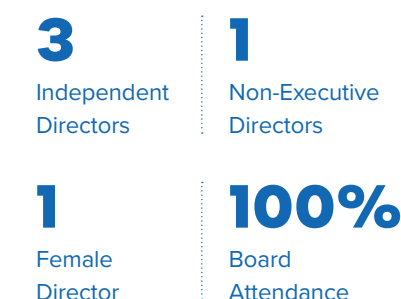 3
Independent
Directors
1
Non-Executive
Directors
1
Female
Director
100%
Board
Attendance